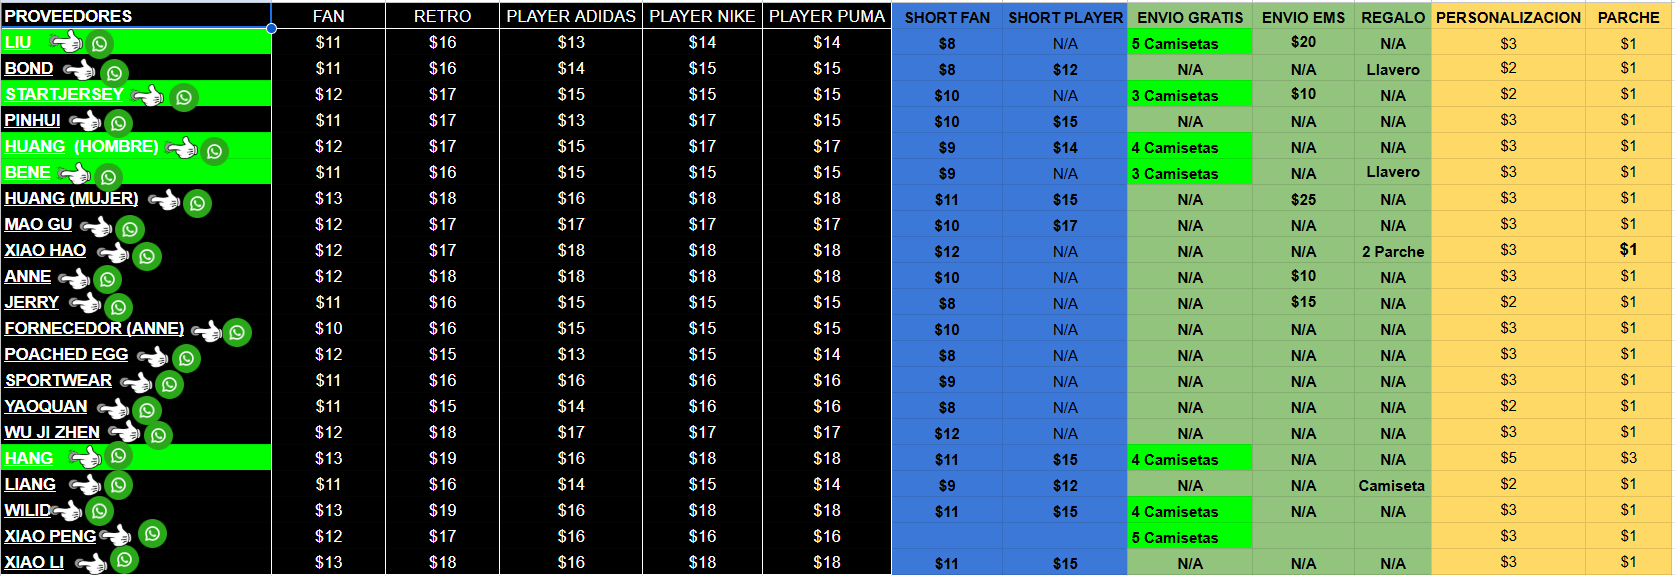 PROVEEDORES FAN RETRO PLAYER ADIDAS PLAYER NIKE PLAYER PUMA SHORT FAN SHORT PLAYER ENVIO GRATIS ENVIO EMS REGALO PERSONALIZACION PARCHE
LIU $11 $16 $13 $14 $14 $8 N/A 5 Camisetas $20 N/A $3 $1
BOND $11 $16 $14 $15 $15 $8 $12 N/A N/A Llavero $2 $1
STARTJERSEY $12 $17 $15 $15 $15 $10 N/A 3 Camisetas $10 N/A $2 $1
PINHUI $11 $17 $13 $17 $15 $10 $15 N/A N/A N/A $3 $1
HUANG (HOMBRE) $12 $17 $15 $17 $17 $9 $14 4 Camisetas N/A N/A $3 $1
BENE $11 $16 $15 $15 $15 $9 N/A 3 Camisetas N/A Llavero $3 $1
HUANG (MUJER) $13 $18 $16 $18 $18 $11 $15 N/A $25 N/A $3 $1
MAO GU $12 $17 $17 $17 $17 $10 $17 N/A N/A N/A $3 $1
XIAO HAO $12 $17 $18 $18 $18 $12 N/A N/A N/A 2 Parche $3 $1
ANNE $12 $18 $18 $18 $18 $10 N/A N/A $10 N/A $3 $1
JERRY $11 $16 $15 $15 $15 $8 N/A N/A $15 N/A $2 $1
FORNECEDOR (ANNE) $10 $16 $15 $15 $15 $10 N/A N/A N/A N/A $3 $1
POACHED EGG $12 $15 $13 $15 $14 $8 N/A N/A N/A N/A $3 $1
SPORTWEAR $11 $16 $16 $16 $16 $9 N/A N/A N/A N/A $3 $1
YAOQUAN $11 $15 $14 $16 $16 $8 N/A N/A N/A N/A $2 $1
WU JI ZHEN $12 $18 $17 $17 $17 $12 N/A N/A N/A N/A $3 $1
HANG $13 $19 $16 $18 $18 $11 $15 4 Camisetas N/A N/A $5 $3
LIANG $11 $16 $14 $15 $14 $9 $12 N/A N/A Camiseta $2 $1
WILID $13 $19 $16 $18 $18 $11 $15 4 Camisetas N/A N/A $3 $1
XIAO PENG $12 $17 $16 $16 $16 5 Camisetas $3 $1
XIAO LI $13 $18 $16 $18 $18 $11 $15 N/A N/A N/A $3 $1